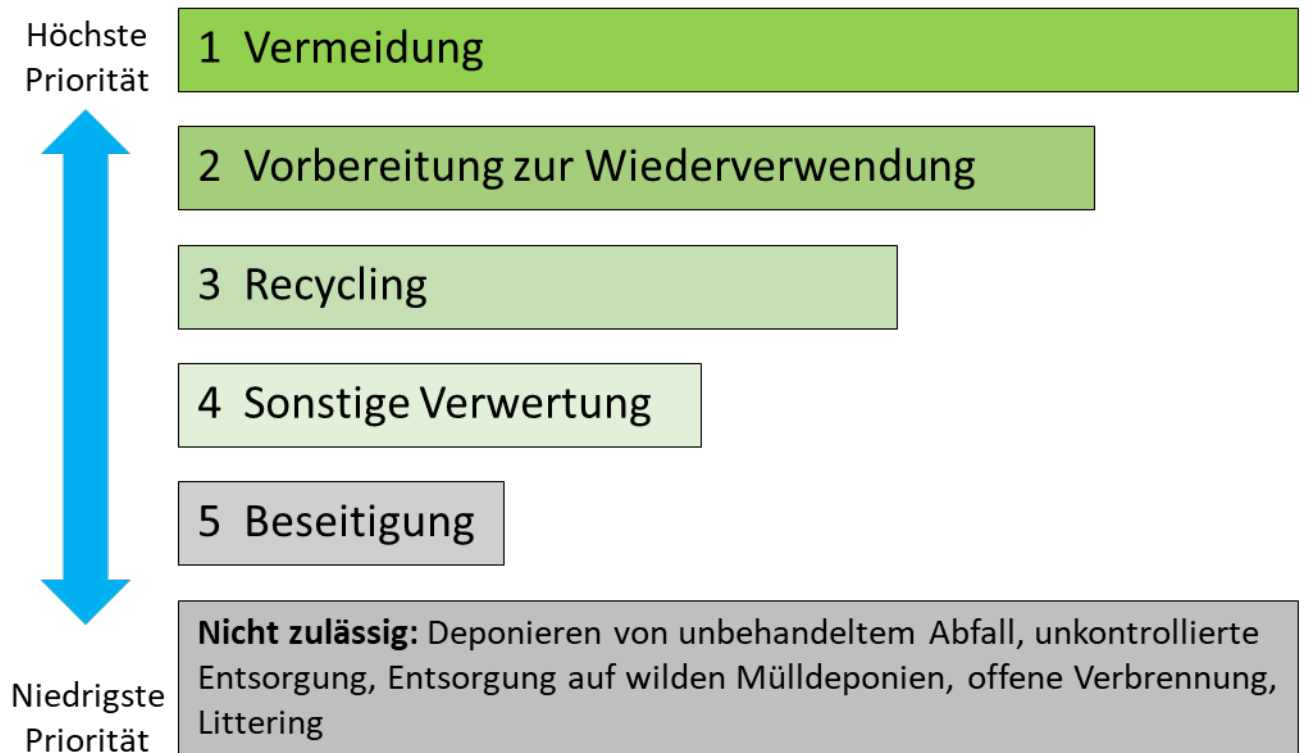 Höchste
Priorität
1 Vermeidung
2 Vorbereitung zur Wiederverwendung
3 Recycling
4 Sonstige Verwertung
5 Beseitigung
Nicht zulässig: Deponieren von unbehandeltem Abfall, unkontrollierte
Entsorgung, Entsorgung auf wilden Mülldeponien, offene Verbrennung,
Littering
Niedrigste
Priorität